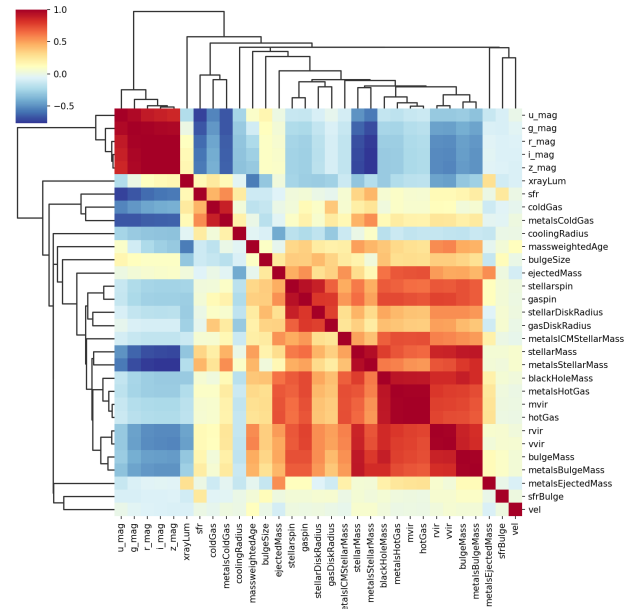 1.0
0.5
0.0
−0.5
u_mag
g_mag
r_mag
i_mag
z_mag
xrayLum
sfr
coldGas
metalsColdGas
coolingRadius
massweightedAge
bulgeSize
ejectedMass
stellarspin
gaspin
stellarDiskRadius
gasDiskRadius
metalsICMStellarMass
stellarMass
metalsStellarMass
blackHoleMass
metalsHotGas
mvir
hotGas
rvir
vvir
bulgeMass
metalsBulgeMass
metalsEjectedMass
sfrBulge
vel
u_mag
g_mag
r_mag
i_mag
z_mag
xrayLum
sfr
coldGas
metalsColdGas
coolingRadius
massweightedAge
bulgeSize
ejectedMass
stellarspin
gaspin
stellarDiskRadius
gasDiskRadius
metalsICMStellarMass
stellarMass
metalsStellarMass
blackHoleMass
metalsHotGas
mvir
hotGas
rvir
vvir
bulgeMass
metalsBulgeMass
metalsEjectedMass
sfrBulge
vel